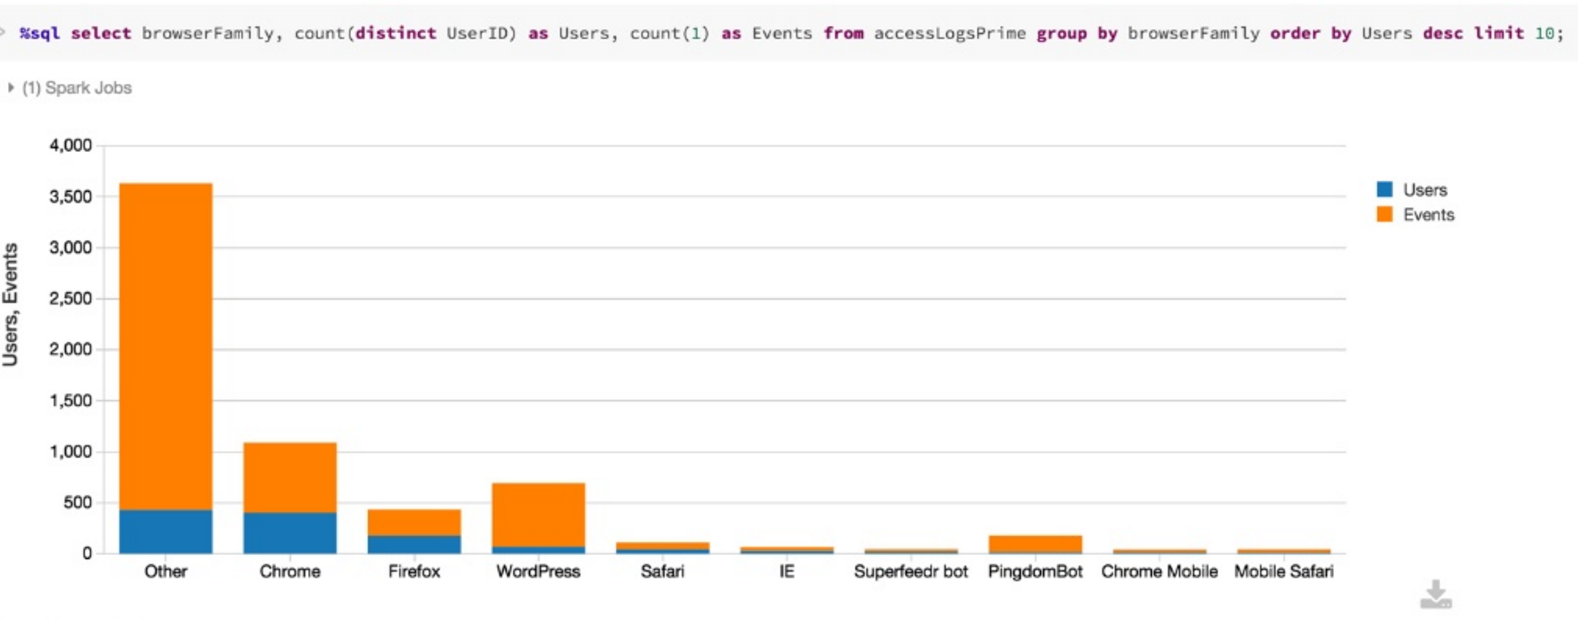 %sql select browserFamily, count(distinct UserID) as Users, count(1) as Events from accessLogsPrime group by browserFamily order by Users desc limit 10;
(1) Spark Jobs
Users, Events
4,000
3,500
3,000
2,500
2,000
1,500
1,000
500
0
Other Chrome Firefox WordPress Safari IE Superfeedr bot PingdomBot Chrome Mobile Mobile Safari
Users
Events